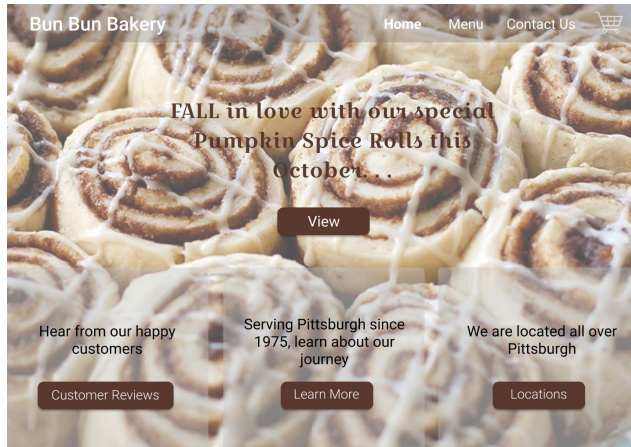 Bun Bun Bakery
Home Menu Contact Us
FALL in love with our special
Pumpkin Spice Rolls this
October. . .
View
Hear from our happy
customers
Customer Reviews
Serving Pittsburgh since
1975, learn about our
journey
Learn More
We are located all over
Pittsburgh
Locations